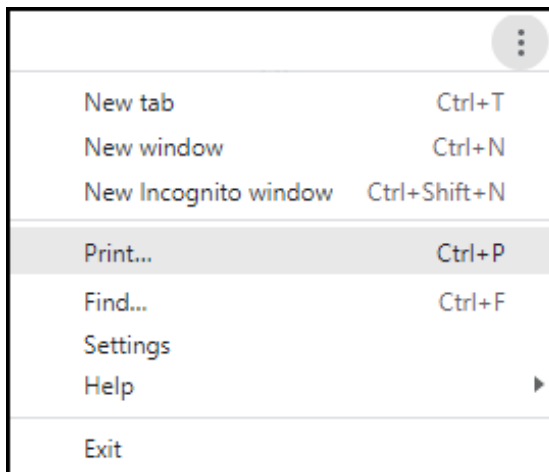 New tab Ctrl+T
New window Ctrl+N
New Incognito window Ctrl+Shift+N
Print... Ctrl+P
Find... Ctrl+F
Settings
Help
Exit